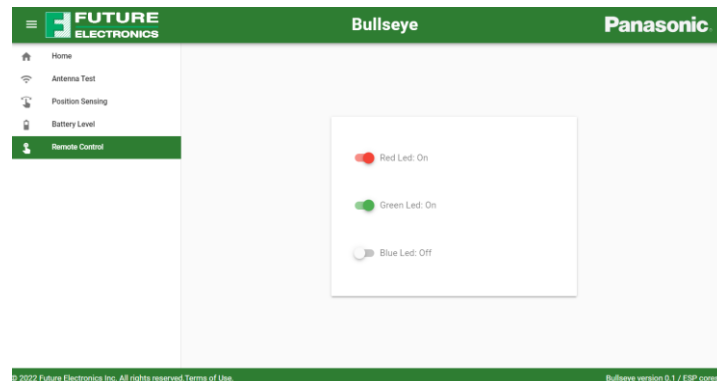 FUTURE
ELECTRONICS
Bullseye
Panasonic
Home
Antenna Test
Position Sensing
Battery Level
Remote Control
Red Led: On
Green Led: On
Blue Led: Off
© 2022 Future Electronics Inc. All rights reserved.Terms of Use.
Bullseye version 0.1 / ESP cores